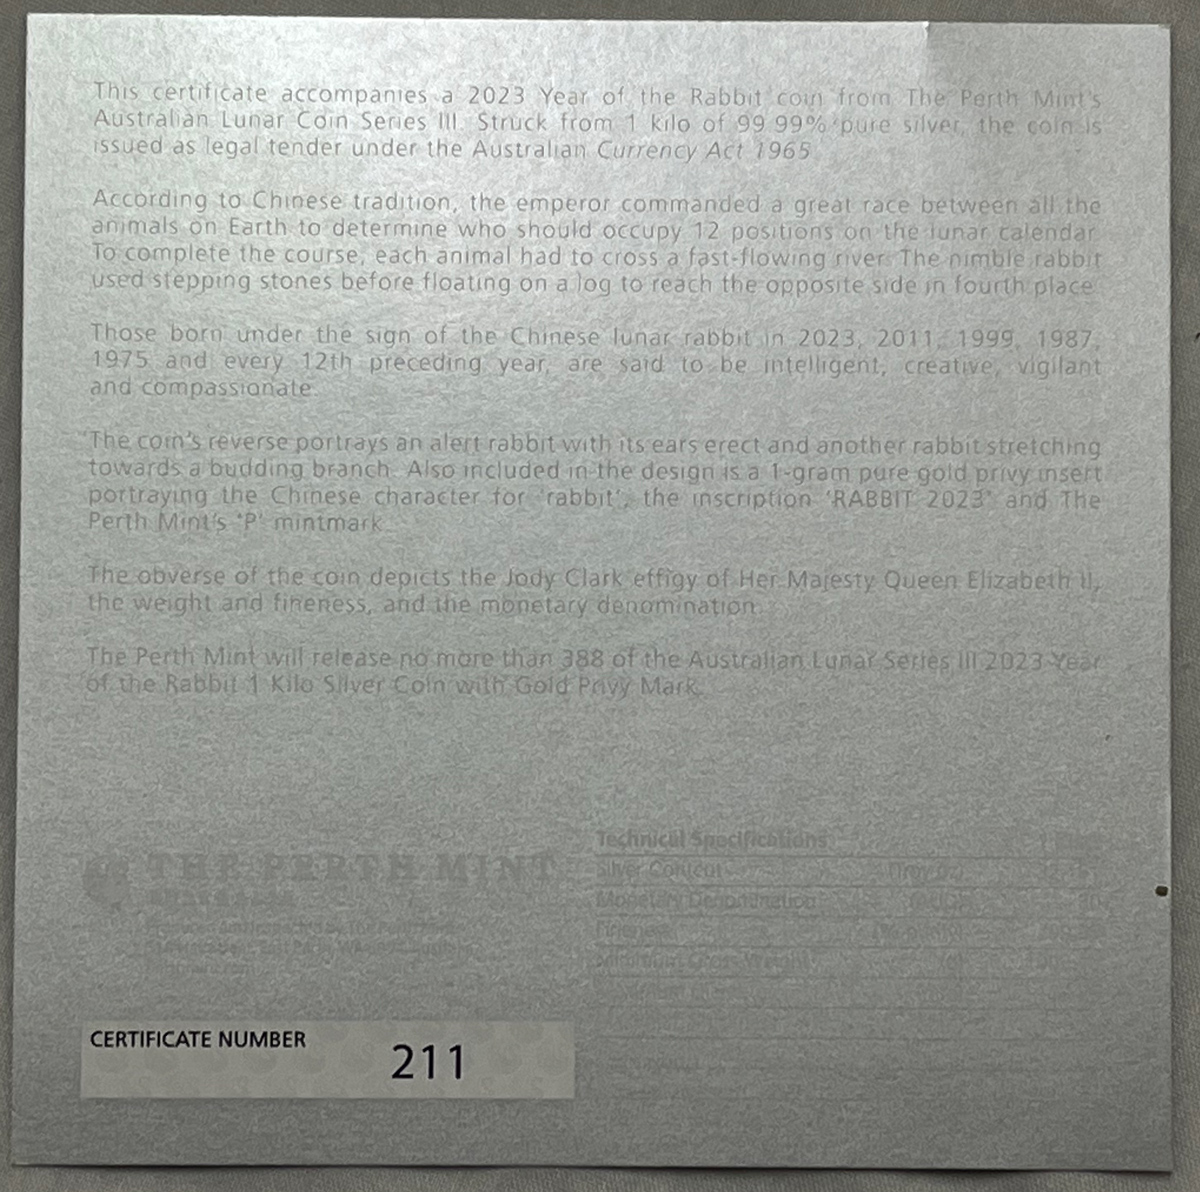 This certificate accompanies a 2023 Year of the Rabbit coin from The Perth Mint's
Australian Lunar Coin Series III. Struck from 1 kilo of 99.99% pure silver, the coin is
issued as legal tender under the Australian Currency Act 1965.
According to Chinese tradition, the emperor commanded a great race between all the
animals on Earth to determine who should occupy 12 positions on the lunar calendar.
To complete the course, each animal had to cross a fast-flowing river. The nimble rabbit
used stepping stones before floating on a log to reach the opposite side in fourth place.
Those born under the sign of the Chinese lunar rabbit in 2023, 2011, 1999, 1987,
1975 and every 12th preceding year, are said to be intelligent, creative, vigilant
and compassionate.
The coin's reverse portrays an alert rabbit with its ears erect and another rabbit stretching
towards a budding branch. Also included in the design is a 1-gram pure gold privy insert
portraying the Chinese character for 'rabbit', the inscription 'RABBIT 2023' and The
Perth Mint's 'P' mintmark.
The obverse of the coin depicts the Jody Clark effigy of Her Majesty Queen Elizabeth II,
the weight and fineness, and the monetary denomination.
The Perth Mint will release no more than 388 of the Australian Lunar Series III 2023 Year
of the Rabbit 1 Kilo Silver Coin with Gold Privy Mark.
THE PERTH MINT
Technical Specifications
Silver Content (Troy oz)
Monetary Denomination
Fineness
Minimum Gross Weight
CERTIFICATE NUMBER
211